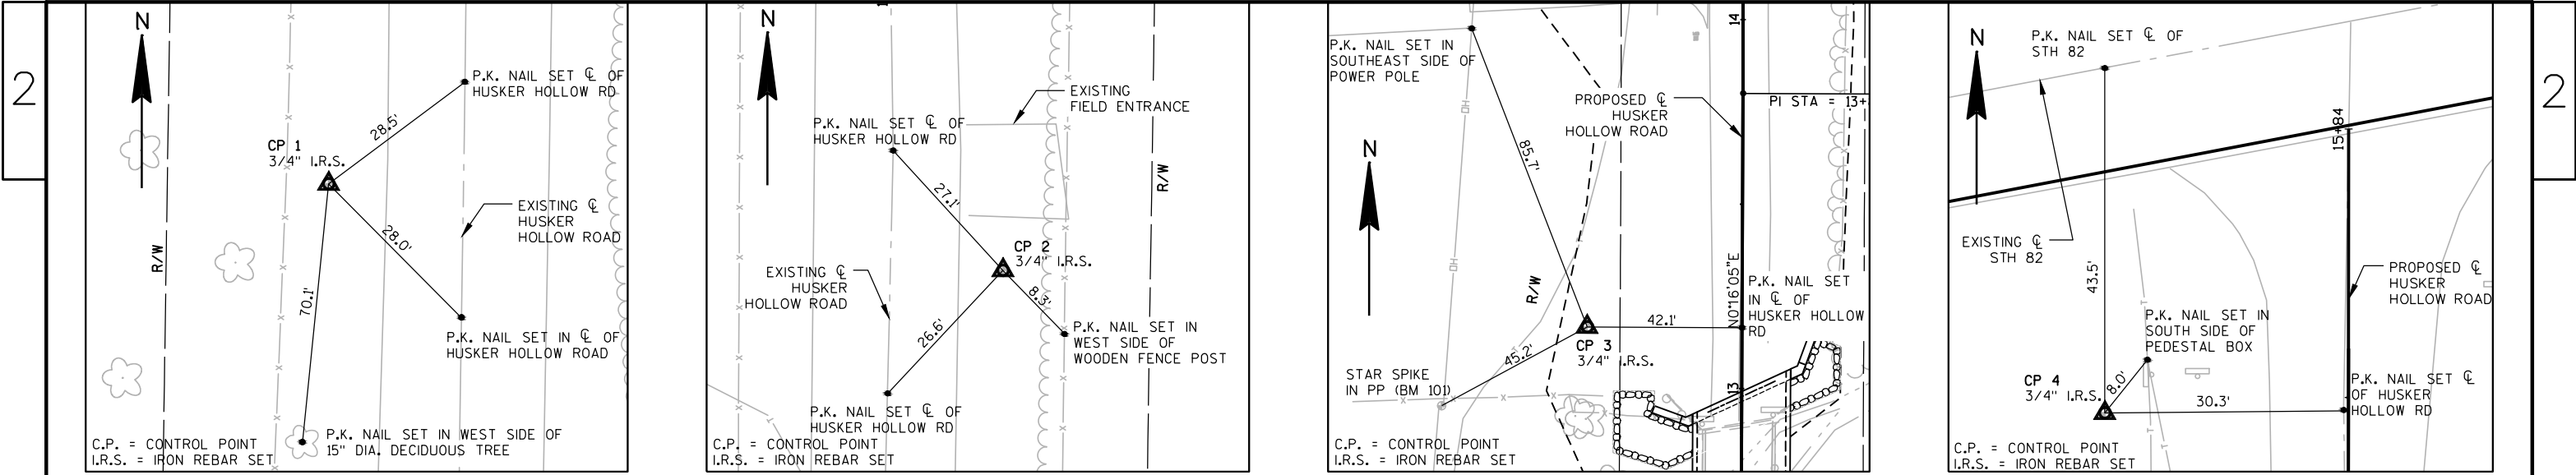 2
N
P.K. NAIL SET ℄ OF
HUSKER HOLLOW RD
28.5'
CP 1
3/4" I.R.S.
28.0'
EXISTING ℄
HUSKER
HOLLOW ROAD
R/W
70.1'
P.K. NAIL SET IN ℄ OF
HUSKER HOLLOW ROAD
P.K. NAIL SET IN WEST SIDE OF
15" DIA. DECIDUOUS TREE
C.P. = CONTROL POINT
I.R.S. = IRON REBAR SET
N
EXISTING
FIELD ENTRANCE
P.K. NAIL SET ℄ OF
HUSKER HOLLOW RD
R/W
27.1'
CP 2
3/4" I.R.S.
EXISTING ℄
HUSKER
HOLLOW ROAD
8.3'
26.6'
P.K. NAIL SET IN
WEST SIDE OF
WOODEN FENCE POST
P.K. NAIL SET ℄ OF
HUSKER HOLLOW RD
C.P. = CONTROL POINT
I.R.S. = IRON REBAR SET
14
P.K. NAIL SET IN
SOUTHEAST SIDE OF
POWER POLE
PROPOSED ℄
HUSKER
HOLLOW ROAD
PI STA = 13+
OH
N
85.7'
OH
R/W
N0°16'05"E
P.K. NAIL SET
IN ℄ OF
HUSKER HOLLOW
RD
42.1'
CP 3
3/4" I.R.S.
45.2'
STAR SPIKE
IN PP (BM 101)
13
C.P. = CONTROL POINT
I.R.S. = IRON REBAR SET
N
P.K. NAIL SET ℄ OF
STH 82
15+84
EXISTING ℄
STH 82
43.5'
PROPOSED ℄
HUSKER
HOLLOW ROAD
P.K. NAIL SET IN
SOUTH SIDE OF
PEDESTAL BOX
CP 4
3/4" I.R.S.
8.0'
30.3'
P.K. NAIL SET ℄
OF HUSKER
HOLLOW RD
C.P. = CONTROL POINT
I.R.S. = IRON REBAR SET
2